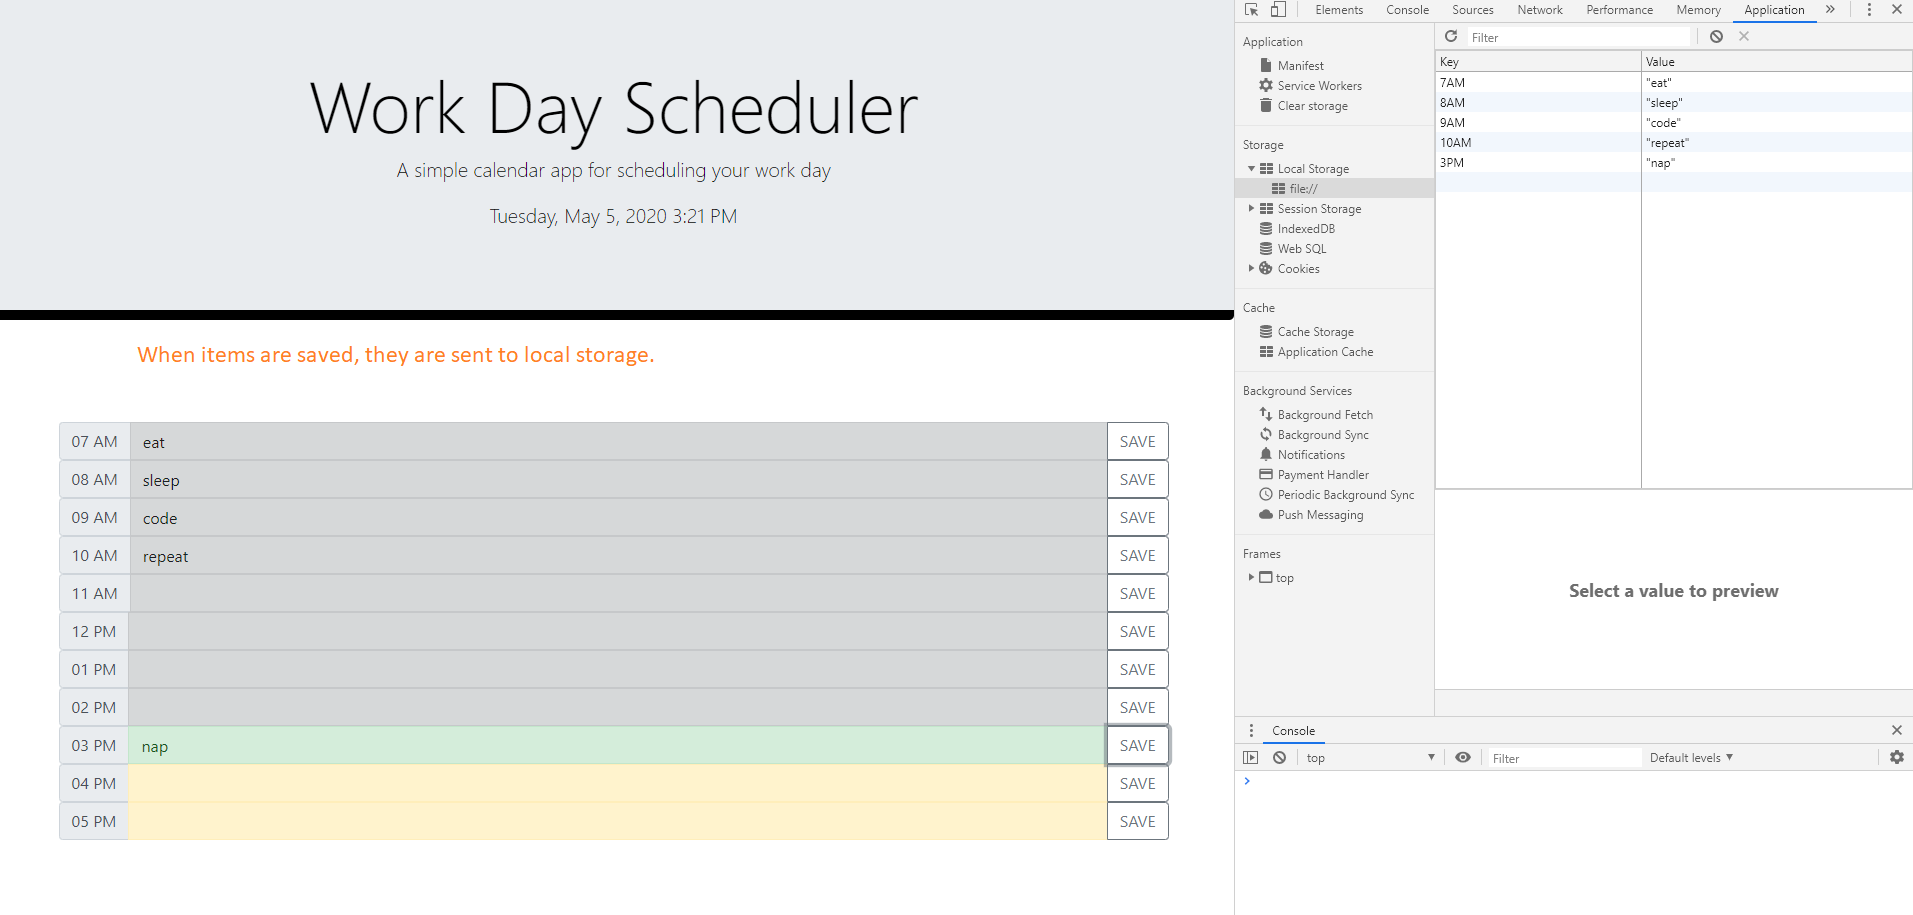 Work Day Scheduler
A simple calendar app for scheduling your work day
Tuesday, May 5, 2020 3:21 PM
When items are saved, they are sent to local storage.
07 AM eat SAVE
08 AM sleep SAVE
09 AM code SAVE
10 AM repeat SAVE
11 AM SAVE
12 PM SAVE
01 PM SAVE
02 PM SAVE
03 PM nap SAVE
04 PM SAVE
05 PM SAVE
Elements Console Sources Network Performance Memory Application
Application
Manifest
Service Workers
Clear storage
Storage
Local Storage
file://
Session Storage
IndexedDB
Web SQL
Cookies
Cache
Cache Storage
Application Cache
Background Services
Background Fetch
Background Sync
Notifications
Payment Handler
Periodic Background Sync
Push Messaging
Frames
top
Filter
Key Value
7AM "eat"
8AM "sleep"
9AM "code"
10AM "repeat"
3PM "nap"
Select a value to preview
Console
top Filter Default levels